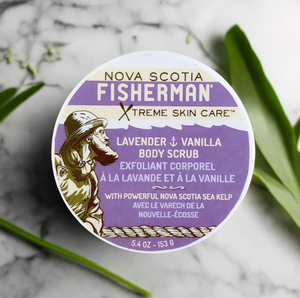 NOVA SCOTIA
FISHERMAN
XTREME SKIN CARE™
LAVENDER ⚓ VANILLA
BODY SCRUB
EXFOLIANT CORPOREL
À LA LAVANDE ET À LA VANILLE
WITH POWERFUL NOVA SCOTIA SEA KELP
AVEC LE VARECH DE LA
NOUVELLE-ÉCOSSE
5.4 OZ - 153 G